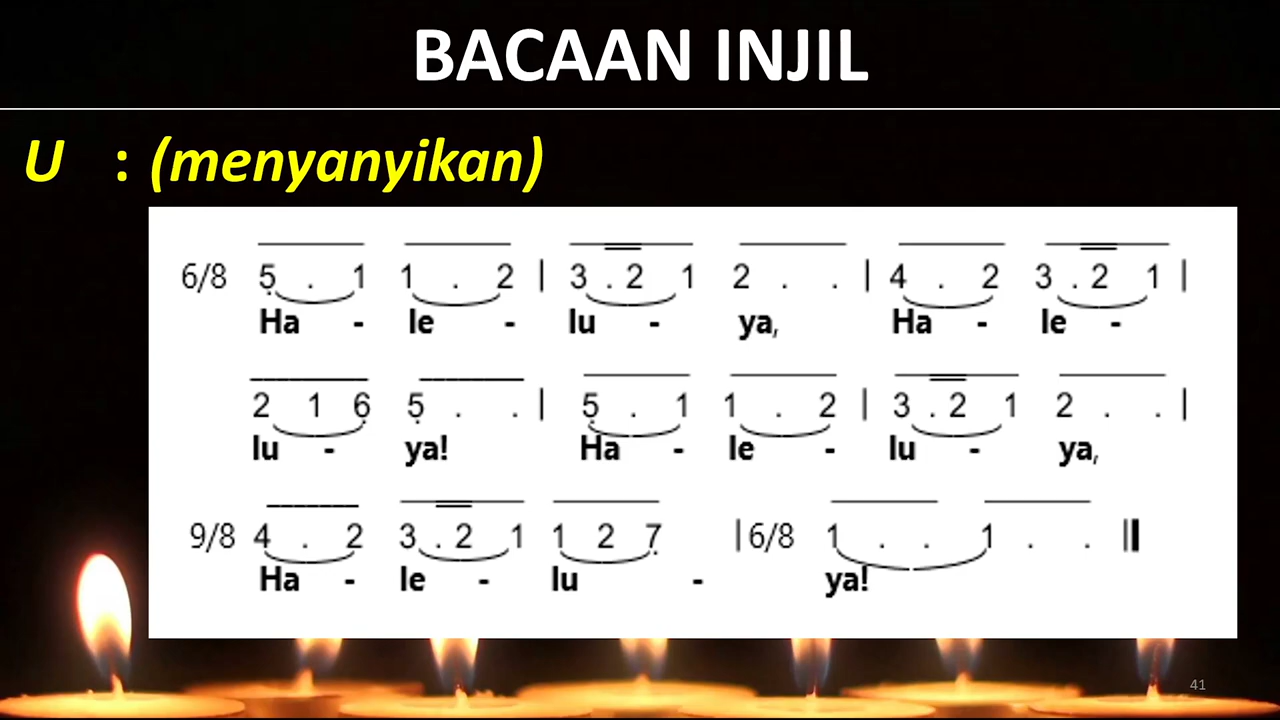 BACAAN INJIL
U : (menyanyikan)
6/8 5̣ . 1 1 . 2 | 3 . 2 1 2 . . | 4 . 2 3 . 2 1 |
Ha - le - lu - ya, Ha - le -
2 1 6̣ 5̣ . . | 5̣ . 1 1 . 2 | 3 . 2 1 2 . . |
lu - ya! Ha - le - lu - ya,
9/8 4 . 2 3 . 2 1 1 2 7̣ | 6/8 1 . . 1 . . ||
Ha - le - lu - ya!
41